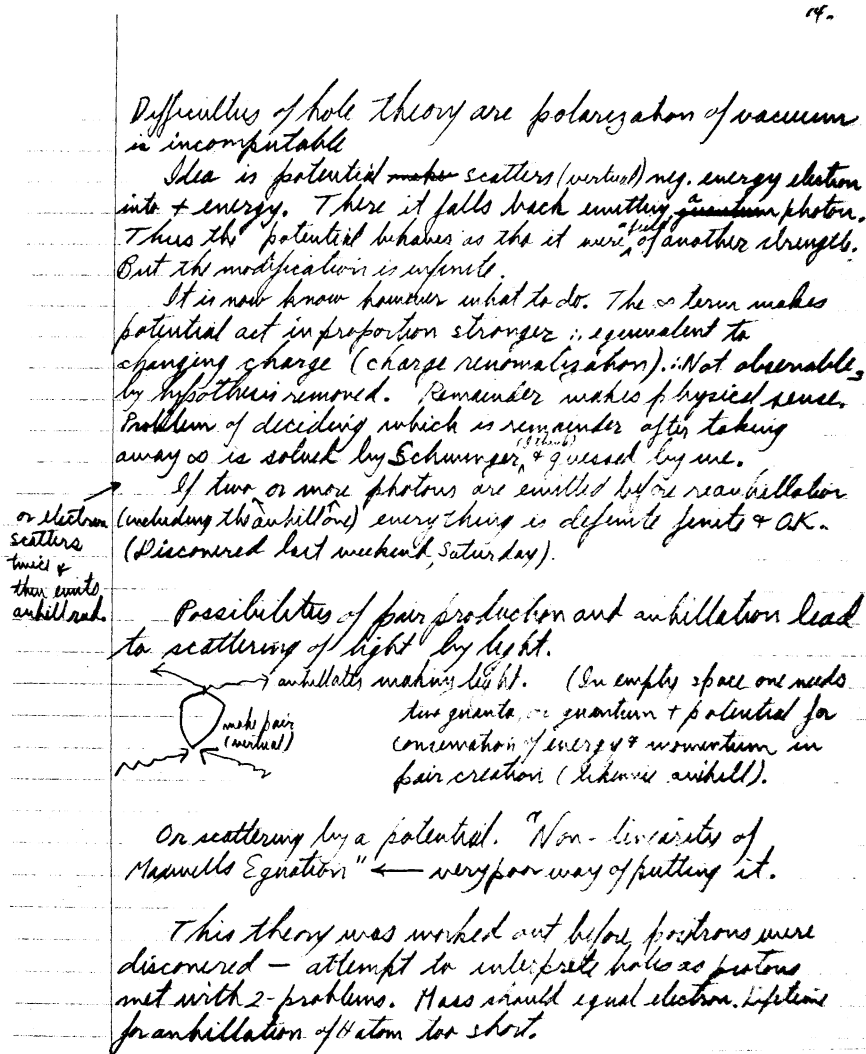 14.
Difficulties of hole theory are polarization of vacuum
is incomputable
Idea is potential make scatters (virtual) neg. energy electron
into + energy. There it falls back emitting quantum photon.
Thus the potential behaves as tho it were of another strength.
But the modification is infinite.
It is now know however what to do. The ∞ term makes
potential act in proportion stronger ∴ equivalent to
changing charge (charge renomalization). ∴ Not observable,
by hypothesis removed. Remainder makes physical sense.
Problem of deciding which is remainder after taking
away ∞ is solved by Schwinger (I think) & guessed by me.
If two or more photons are emitted before reanhillation
(including the anhill one) everything is definite finite & O.K.
(Discovered last weekend, Saturday).
or electron
scatters
twice &
then emits
anhill rad.
Possibilities of pair production and anhillation lead
to scattering of light by light.
anhillates making light. (In empty space one needs
make pair
(virtual)
two quanta, or quantum + potential for
conservation of energy & momentum in
pair creation (likewise anhill).
Or scattering by a potential. "Non-linearity of
Maxwells Equation" ← very poor way of putting it.
This theory was worked out before positrons were
discovered — attempt to interprete holes as protons
met with 2-problems. Mass should equal electron. Lifetime
for anhillation of H atom too short.